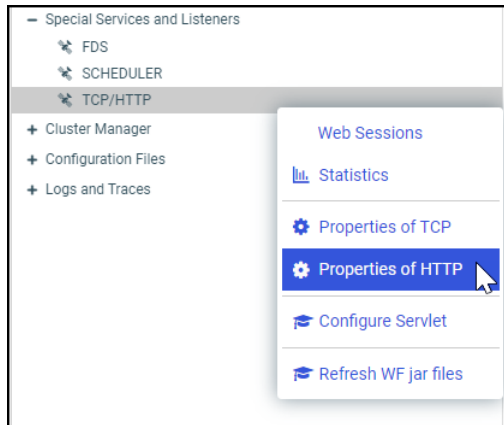 Special Services and Listeners
FDS
SCHEDULER
TCP/HTTP
Cluster Manager
Configuration Files
Logs and Traces
Web Sessions
Statistics
Properties of TCP
Properties of HTTP
Configure Servlet
Refresh WF jar files